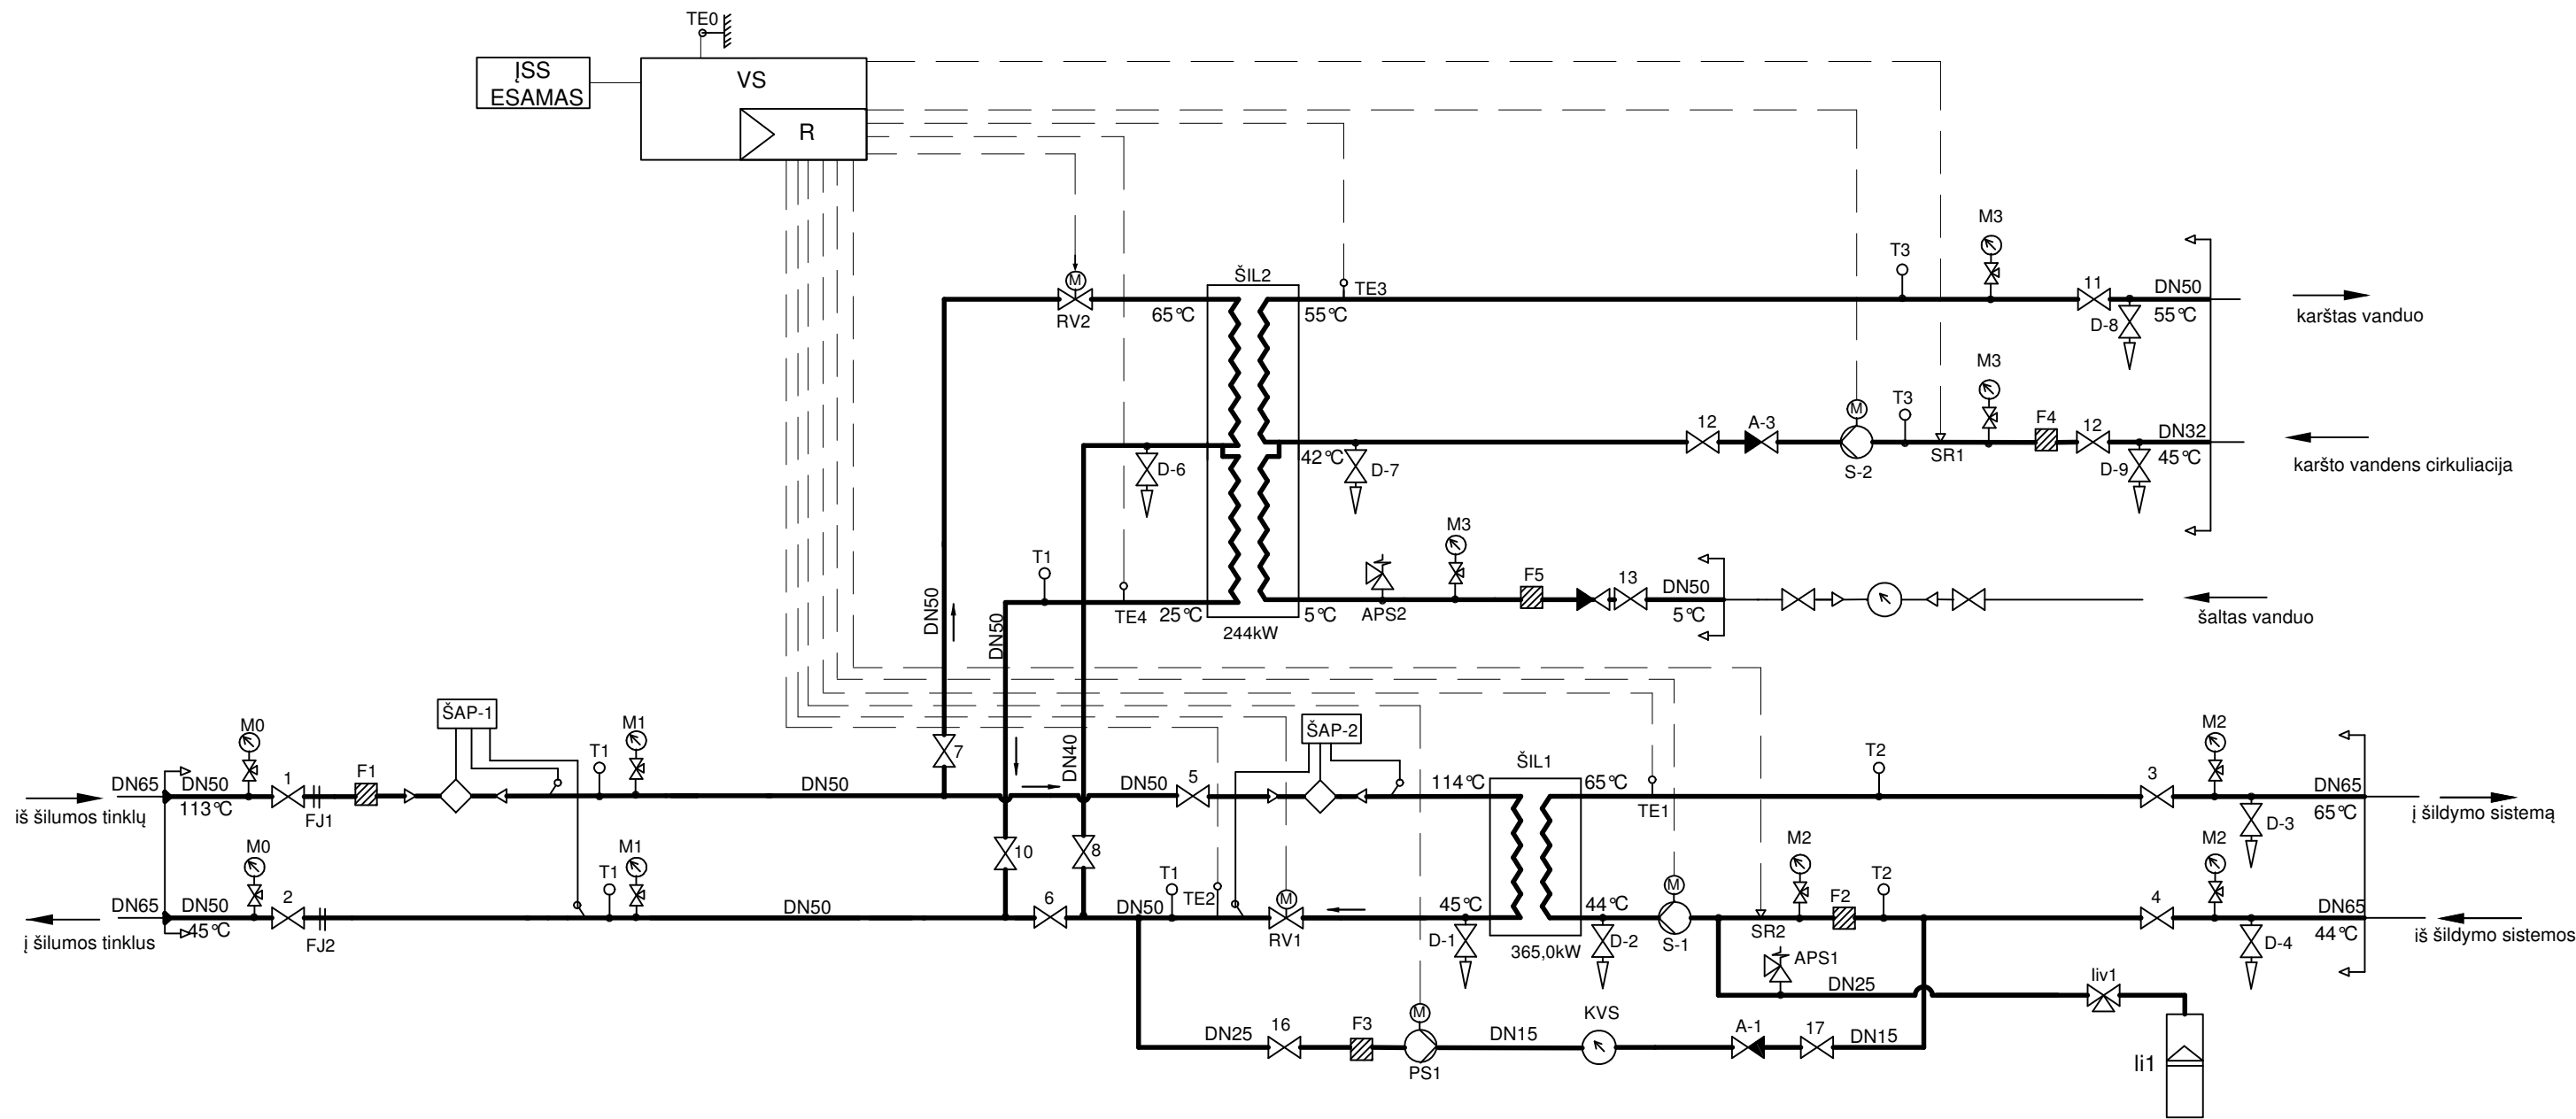 TE0
ĮSS
ESAMAS
VS
R
M3
T3
ŠIL2
TE3
11
DN50
RV2
65°C
55°C
D-8
55°C
karštas vanduo
M3
T3
F4
12
A-3
12
DN32
D-6
42°C
D-7
S-2
SR1
D-9
45°C
karšto vandens cirkuliacija
M3
T1
F5
13
DN50
DN50
DN50
TE4
25°C
5°C
APS2
5°C
244kW
šaltas vanduo
ŠAP-1
M0
M1
T1
7
DN40
ŠAP-2
M2
T2
ŠIL1
DN65
DN50
1
F1
DN50
DN50
5
114°C
65°C
3
DN65
113°C
FJ1
TE1
D-3
65°C
iš šilumos tinklų
į šildymo sistemą
M0
M1
10
8
M2
M2
T1
T1
TE2
T2
DN65
DN50
2
DN50
6
DN50
45°C
44°C
F2
4
DN65
45°C
FJ2
RV1
D-1
D-2
S-1
SR2
D-4
44°C
į šilumos tinklus
iš šildymo sistemos
365,0kW
APS1
DN25
Iiv1
DN25
16
F3
DN15
KVS
A-1
17
DN15
PS1
Ii1